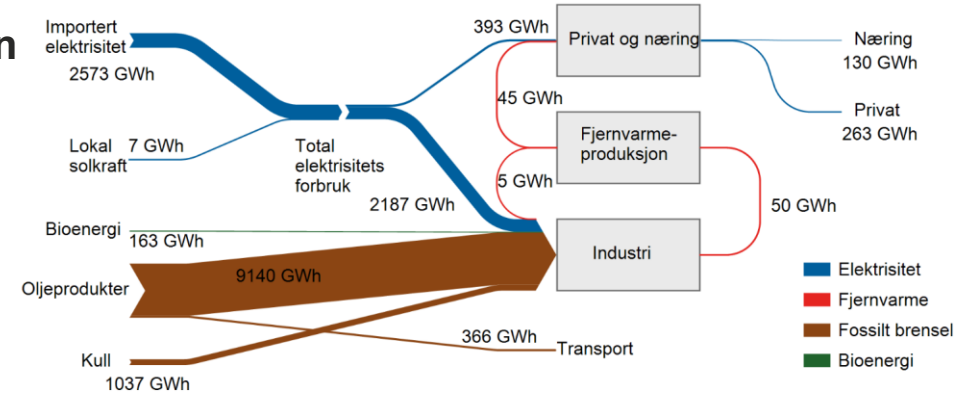 n
Importert
elektrisitet
2573 GWh
Lokal
solkraft
7 GWh
Total
elektrisitets
forbruk
393 GWh
Privat og næring
Næring
130 GWh
Privat
263 GWh
45 GWh
Fjernvarme-
produksjon
5 GWh
2187 GWh
50 GWh
Bioenergi
163 GWh
Industri
Oljeprodukter
9140 GWh
366 GWh
Transport
Kull
1037 GWh
Elektrisitet
Fjernvarme
Fossilt brensel
Bioenergi